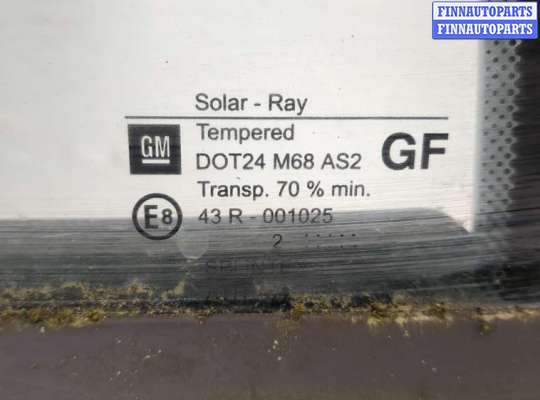 FINNAUTOPARTS
FINNAUTOPARTS
Solar - Ray
GM
Tempered
DOT24 M68 AS2
GF
Transp. 70 % min.
E8
43 R - 001025
2 .....